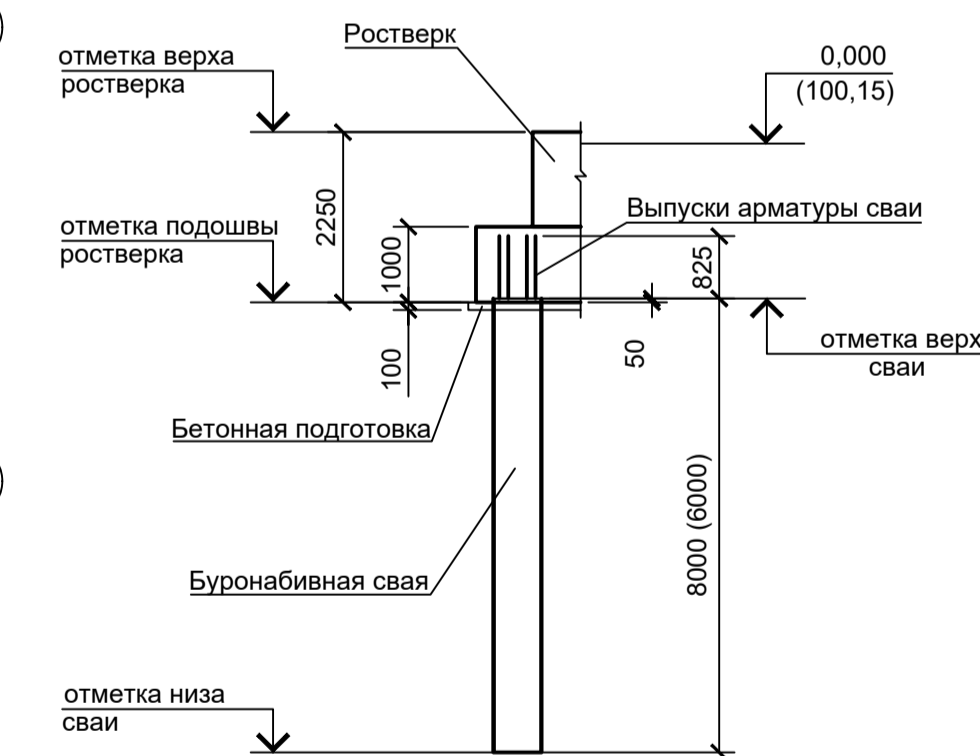 Ростверк
отметка верха
ростверка
0,000
(100,15)
2250
Выпуски арматуры сваи
отметка подошвы
ростверка
1000
825
100
50
отметка верх
сваи
Бетонная подготовка
8000 (6000)
Буронабивная свая
отметка низа
сваи